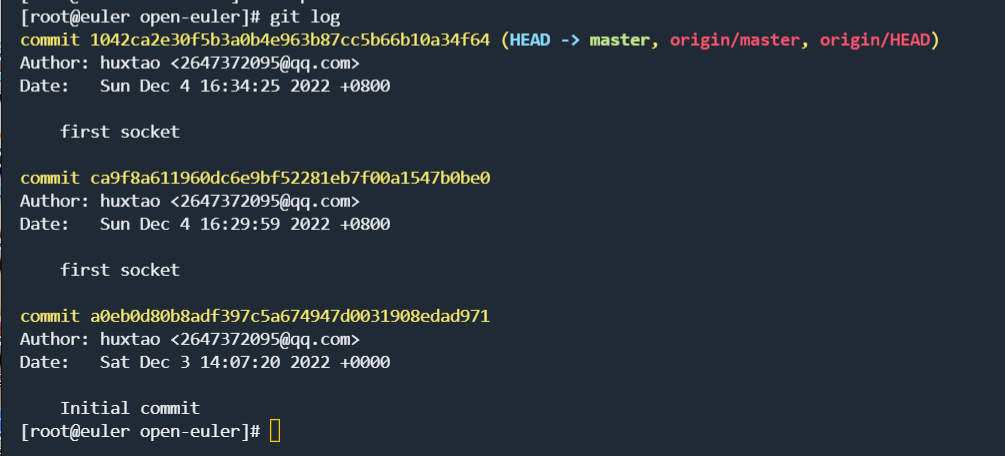 [root@euler open-euler]# git log
commit 1042ca2e30f5b3a0b4e963b87cc5b66b10a34f64 (HEAD -> master, origin/master, origin/HEAD)
Author: huxtao <2647372095@qq.com>
Date:   Sun Dec 4 16:34:25 2022 +0800
first socket
commit ca9f8a611960dc6e9bf52281eb7f00a1547b0be0
Author: huxtao <2647372095@qq.com>
Date:   Sun Dec 4 16:29:59 2022 +0800
first socket
commit a0eb0d80b8adf397c5a674947d0031908edad971
Author: huxtao <2647372095@qq.com>
Date:   Sat Dec 3 14:07:20 2022 +0000
Initial commit
[root@euler open-euler]#